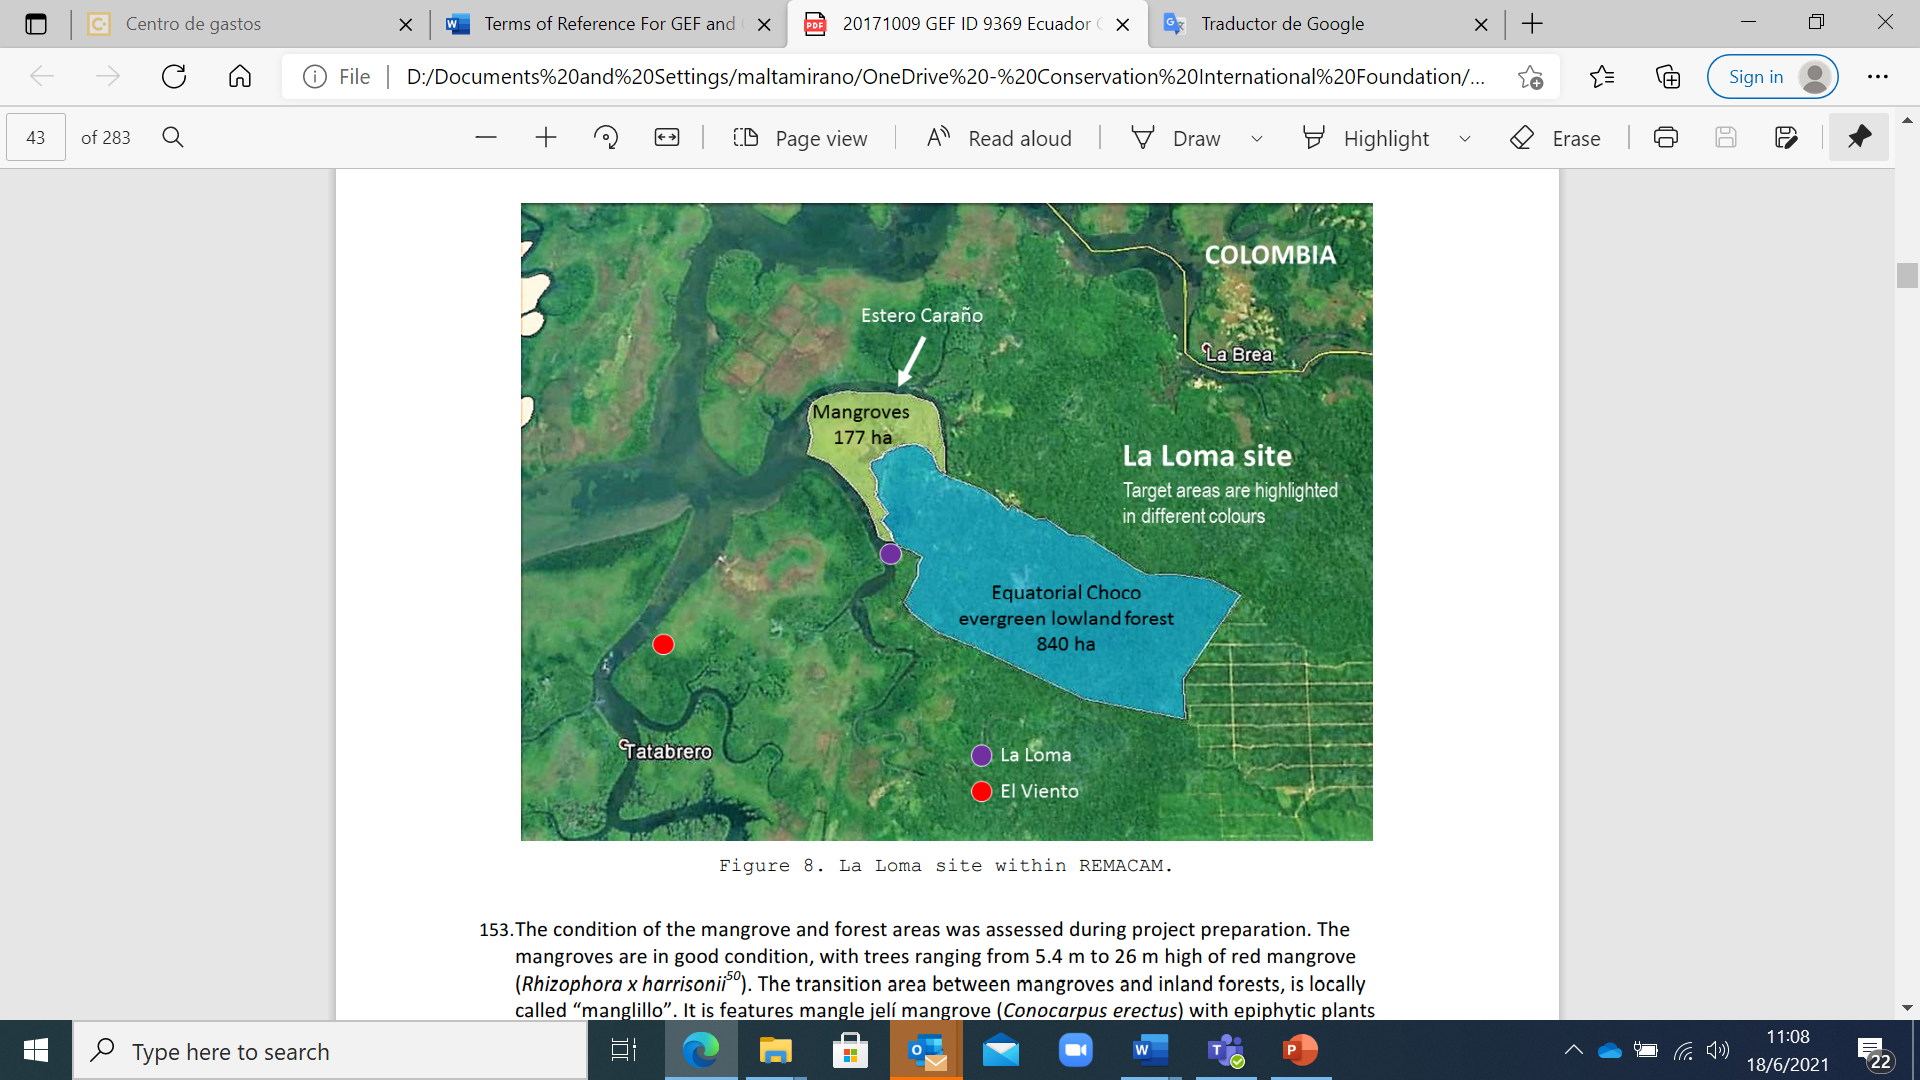 Centro de gastos
Terms of Reference For GEF and
20171009 GEF ID 9369 Ecuador
Traductor de Google
File
D:/Documents%20and%20Settings/maltamirano/OneDrive%20-%20Conservation%20International%20Foundation/...
Sign in
43
of 283
Page view
Read aloud
Draw
Highlight
Erase
COLOMBIA
Estero Caraño
La Brea
Mangroves
177 ha
La Loma site
Target areas are highlighted
in different colours
Equatorial Choco
evergreen lowland forest
840 ha
Tatabrero
La Loma
El Viento
Figure 8. La Loma site within REMACAM.
153.The condition of the mangrove and forest areas was assessed during project preparation. The
mangroves are in good condition, with trees ranging from 5.4 m to 26 m high of red mangrove
(Rhizophora x harrisonii50). The transition area between mangroves and inland forests, is locally
called “manglillo”. It is features mangle jelí mangrove (Conocarpus erectus) with epiphytic plants
Type here to search
11:08
18/6/2021
22